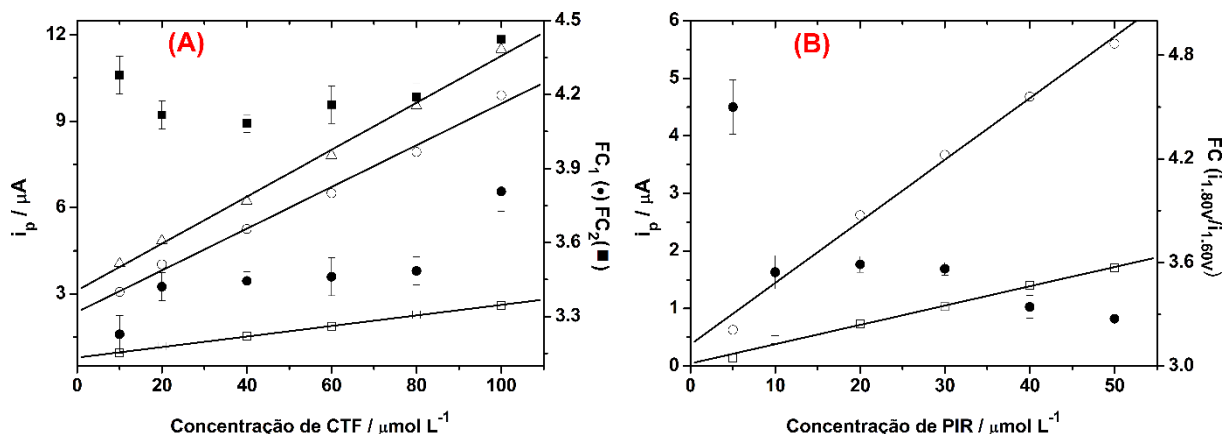 (A)
12
9
6
3
i_p / µA
4.5
4.2
3.9
3.6
3.3
FC₁ (●) FC₂(■)
0 20 40 60 80 100
Concentração de CTF / µmol L⁻¹
(B)
6
5
4
3
2
1
0
i_p / µA
4.8
4.2
3.6
3.0
FC (i₁.₈₀V/i₁.₆₀V)
0 10 20 30 40 50
Concentração de PIR / µmol L⁻¹